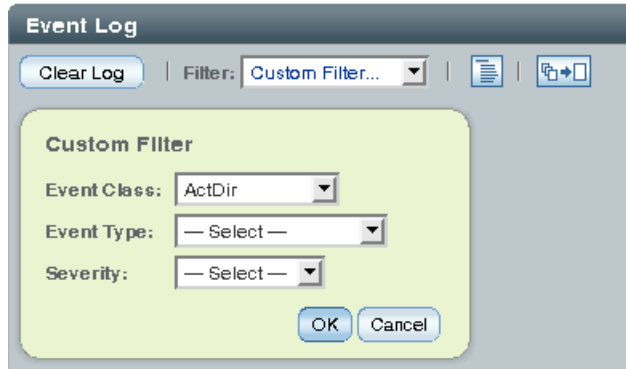 Event Log
Clear Log | Filter: Custom Filter... | |
Custom Filter
Event Class: ActDir
Event Type: — Select —
Severity: — Select —
OK Cancel